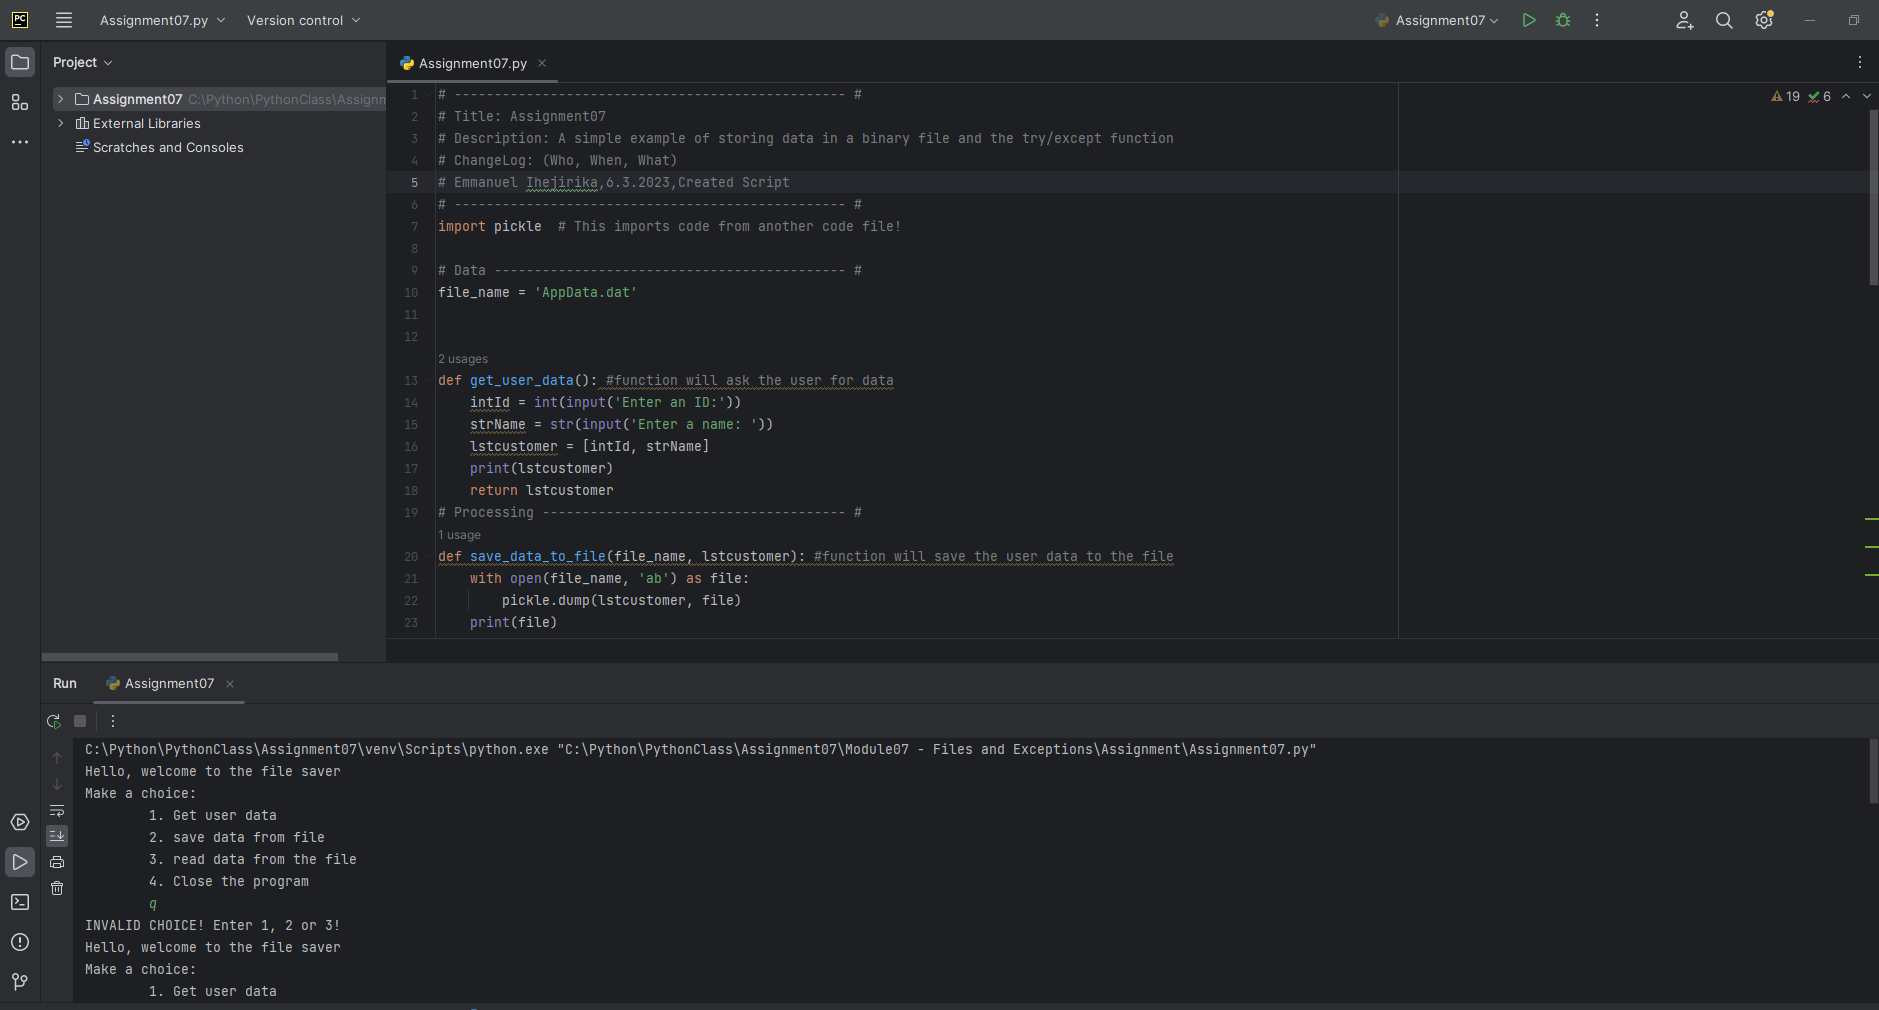 PC Assignment07.py Version control Assignment07
Project
Assignment07 C:\Python\PythonClass\Assignm
External Libraries
Scratches and Consoles
Assignment07.py
19 6
1 # ------------------------------------------------- #
2 # Title: Assignment07
3 # Description: A simple example of storing data in a binary file and the try/except function
4 # ChangeLog: (Who, When, What)
5 # Emmanuel Ihejirika,6.3.2023,Created Script
6 # ------------------------------------------------- #
7 import pickle  # This imports code from another code file!
8
9 # Data -------------------------------------------- #
10 file_name = 'AppData.dat'
11
12
2 usages
13 def get_user_data(): #function will ask the user for data
14     intId = int(input('Enter an ID:'))
15     strName = str(input('Enter a name: '))
16     lstcustomer = [intId, strName]
17     print(lstcustomer)
18     return lstcustomer
19 # Processing -------------------------------------- #
1 usage
20 def save_data_to_file(file_name, lstcustomer): #function will save the user data to the file
21     with open(file_name, 'ab') as file:
22         pickle.dump(lstcustomer, file)
23     print(file)
Run Assignment07
C:\Python\PythonClass\Assignment07\venv\Scripts\python.exe "C:\Python\PythonClass\Assignment07\Module07 - Files and Exceptions\Assignment\Assignment07.py"
Hello, welcome to the file saver
Make a choice:
        1. Get user data
        2. save data from file
        3. read data from the file
        4. Close the program
        q
INVALID CHOICE! Enter 1, 2 or 3!
Hello, welcome to the file saver
Make a choice:
        1. Get user data